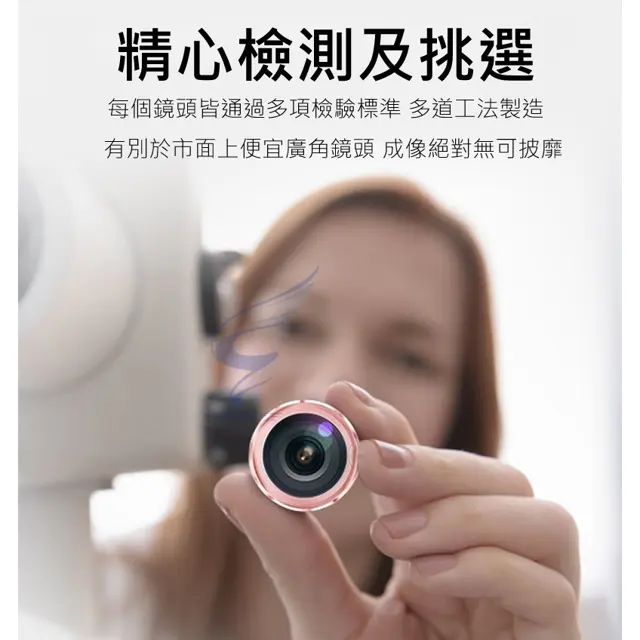 精心檢測及挑選
每個鏡頭皆通過多項檢驗標準 多道工法製造
有別於市面上便宜廣角鏡頭 成像絕對無可披靡